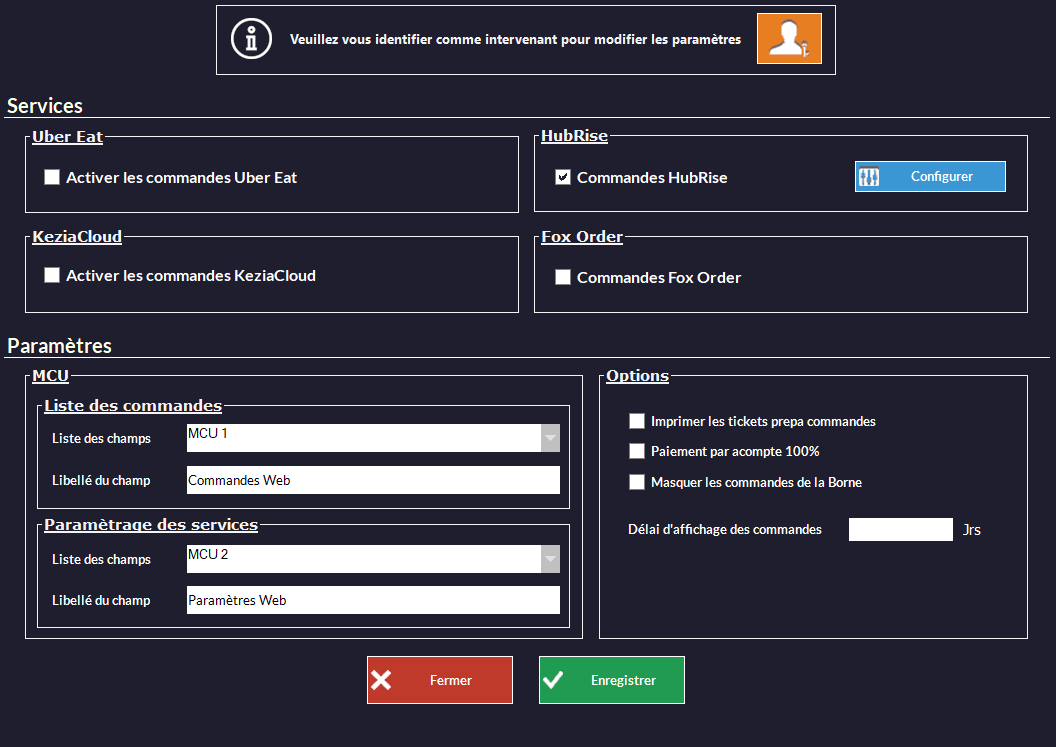 Veuillez vous identifier comme intervenant pour modifier les paramètres
Services
Uber Eat
Activer les commandes Uber Eat
HubRise
Commandes HubRise
Configurer
KeziaCloud
Activer les commandes KeziaCloud
Fox Order
Commandes Fox Order
Paramètres
MCU
Liste des commandes
Liste des champs
MCU 1
Libellé du champ
Commandes Web
Paramètrage des services
Liste des champs
MCU 2
Libellé du champ
Paramètres Web
Options
Imprimer les tickets prepa commandes
Paiement par acompte 100%
Masquer les commandes de la Borne
Délai d'affichage des commandes
Jrs
Fermer
Enregistrer